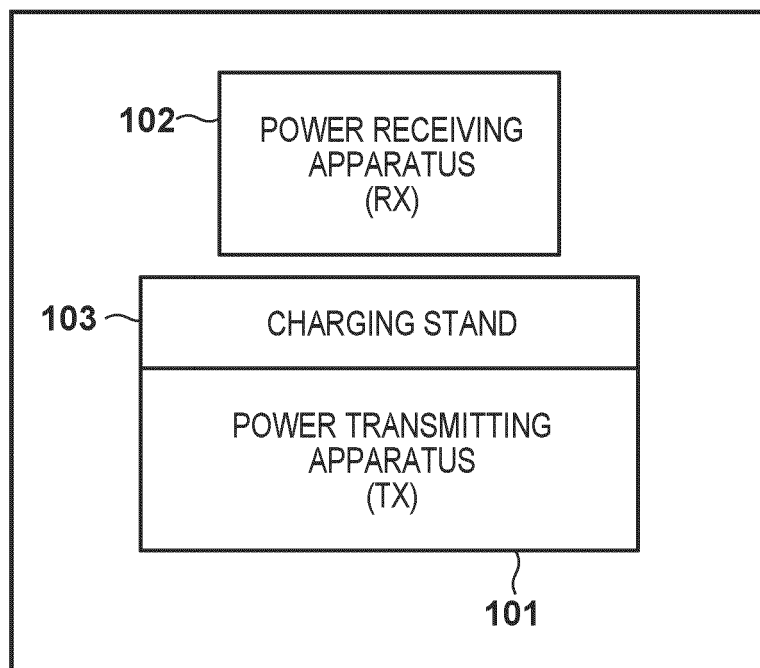 102
POWER RECEIVING
APPARATUS
(RX)
103
CHARGING STAND
POWER TRANSMITTING
APPARATUS
(TX)
101